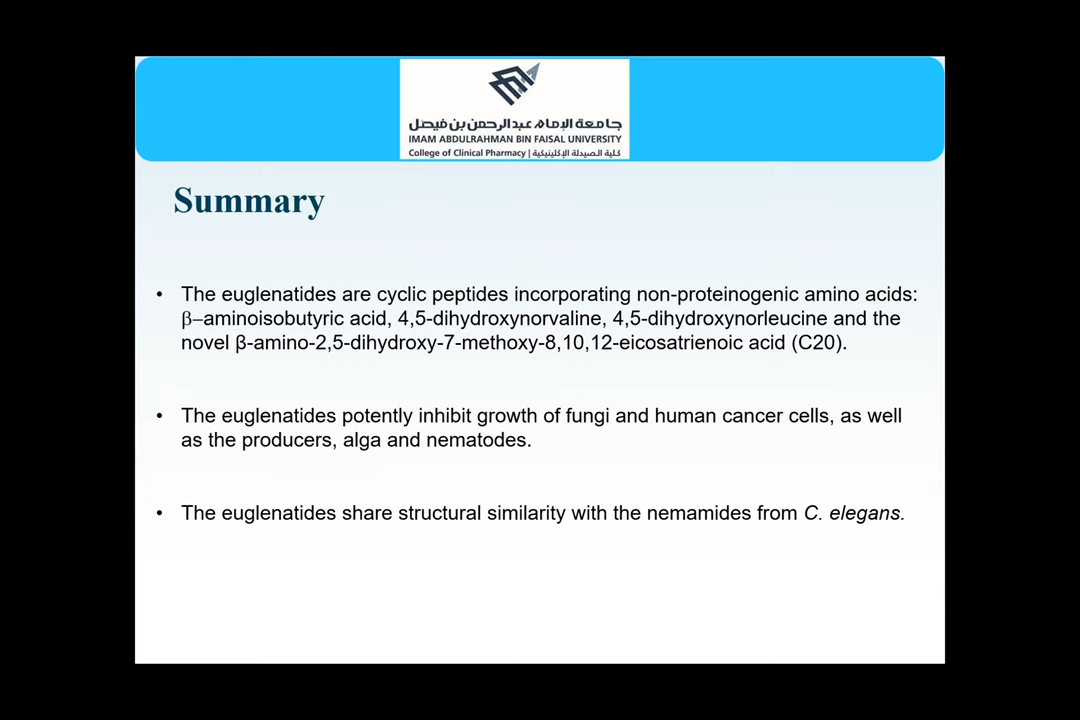 جامعة الإمام عبدالرحمن بن فيصل
IMAM ABDULRAHMAN BIN FAISAL UNIVERSITY
College of Clinical Pharmacy | كلية الصيدلة الإكلينيكية
Summary
• The euglenatides are cyclic peptides incorporating non-proteinogenic amino acids:
β–aminoisobutyric acid, 4,5-dihydroxynorvaline, 4,5-dihydroxynorleucine and the
novel β-amino-2,5-dihydroxy-7-methoxy-8,10,12-eicosatrienoic acid (C20).
• The euglenatides potently inhibit growth of fungi and human cancer cells, as well
as the producers, alga and nematodes.
• The euglenatides share structural similarity with the nemamides from C. elegans.